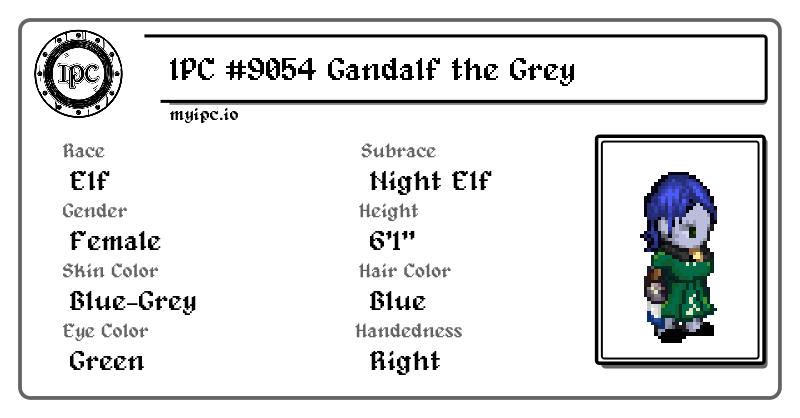 IPC
IPC #9054 Gandalf the Grey
myipc.io
Race
Elf
Subrace
Night Elf
Gender
Female
Height
6'1"
Skin Color
Blue-Grey
Hair Color
Blue
Eye Color
Green
Handedness
Right